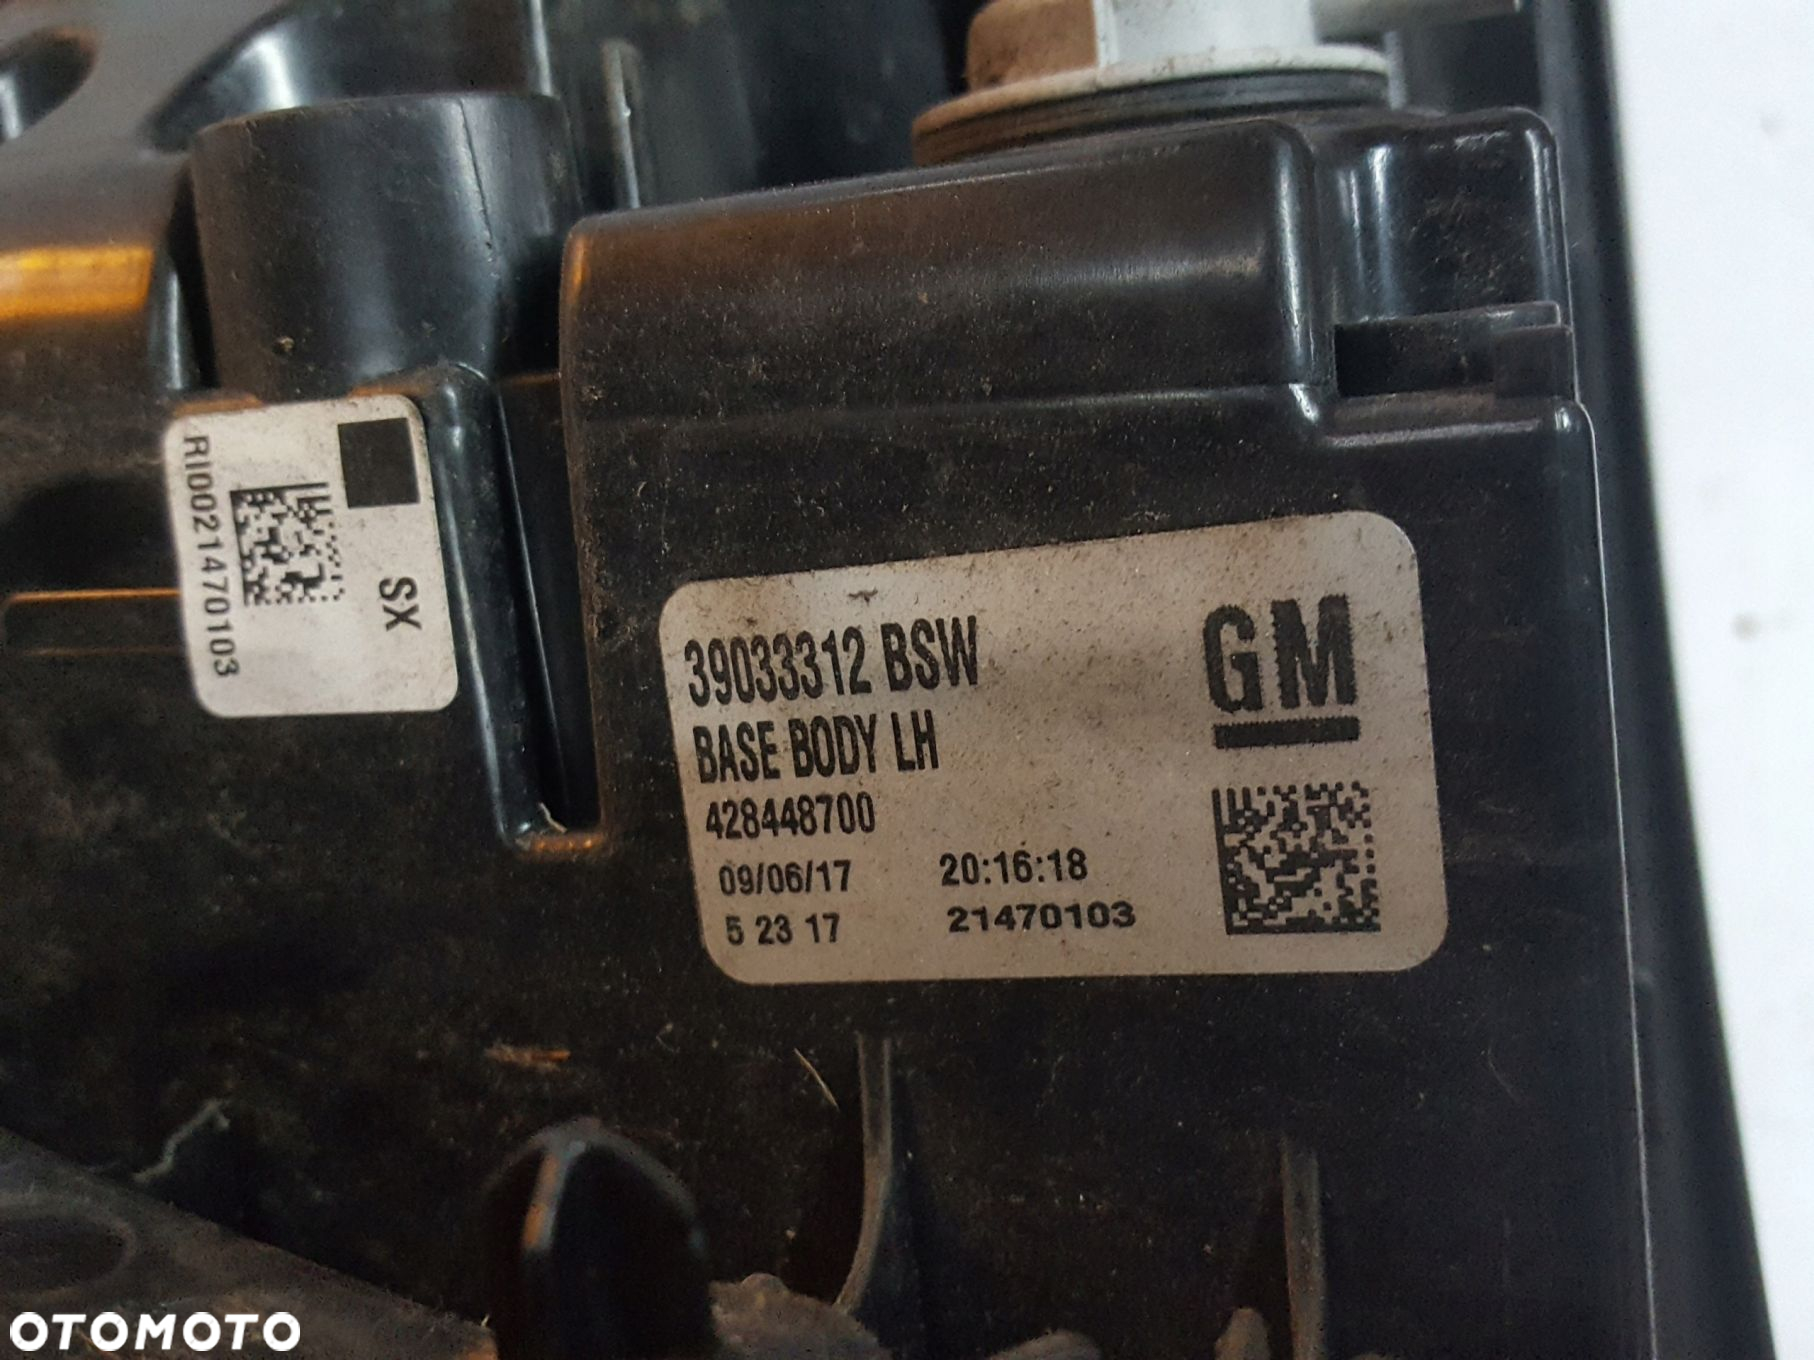 SX
RI0021470103
39033312 BSW
GM
BASE BODY LH
428448700
09/06/17 20:16:18
5 23 17 21470103
OTOMOTO